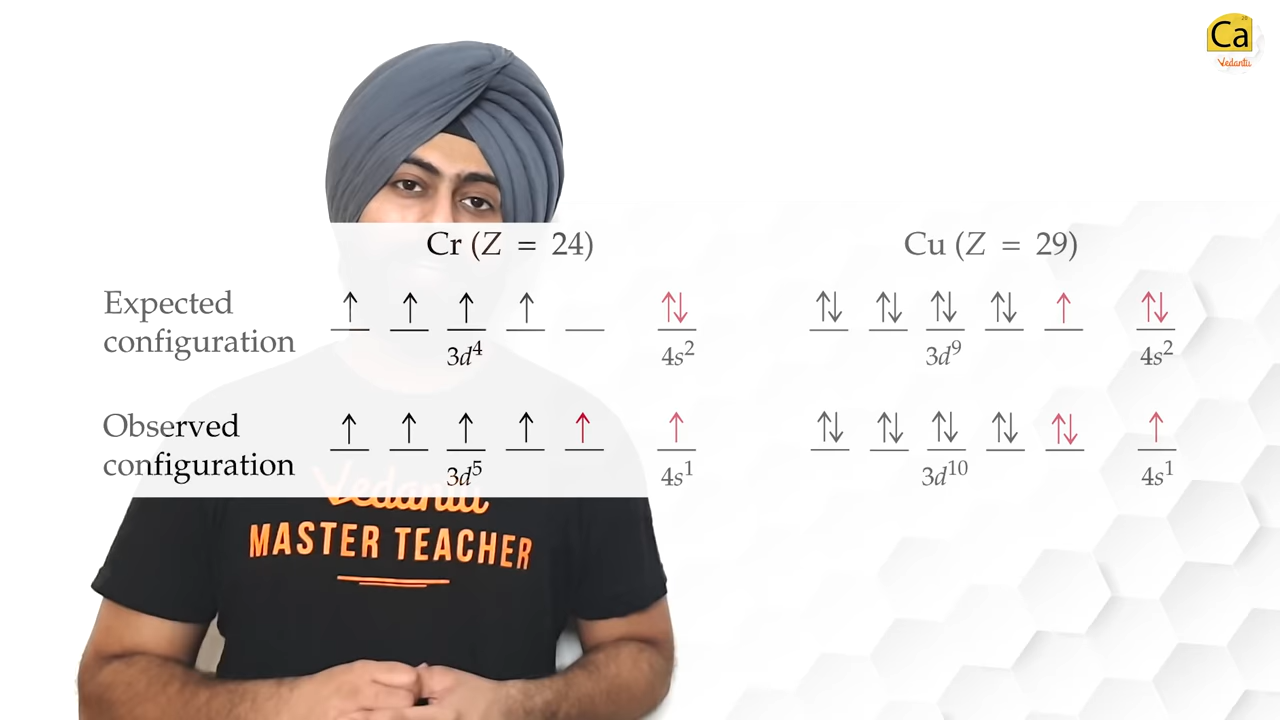 20
Ca
Vedantu
Cr (Z = 24)
Cu (Z = 29)
Expected
configuration
↑ ↑ ↑ ↑ ↑↓
3d⁴ 4s²
↑↓ ↑↓ ↑↓ ↑↓ ↑ ↑↓
3d⁹ 4s²
Observed
configuration
↑ ↑ ↑ ↑ ↑ ↑
3d⁵ 4s¹
↑↓ ↑↓ ↑↓ ↑↓ ↑↓ ↑
3d¹⁰ 4s¹
Vedantu
MASTER TEACHER